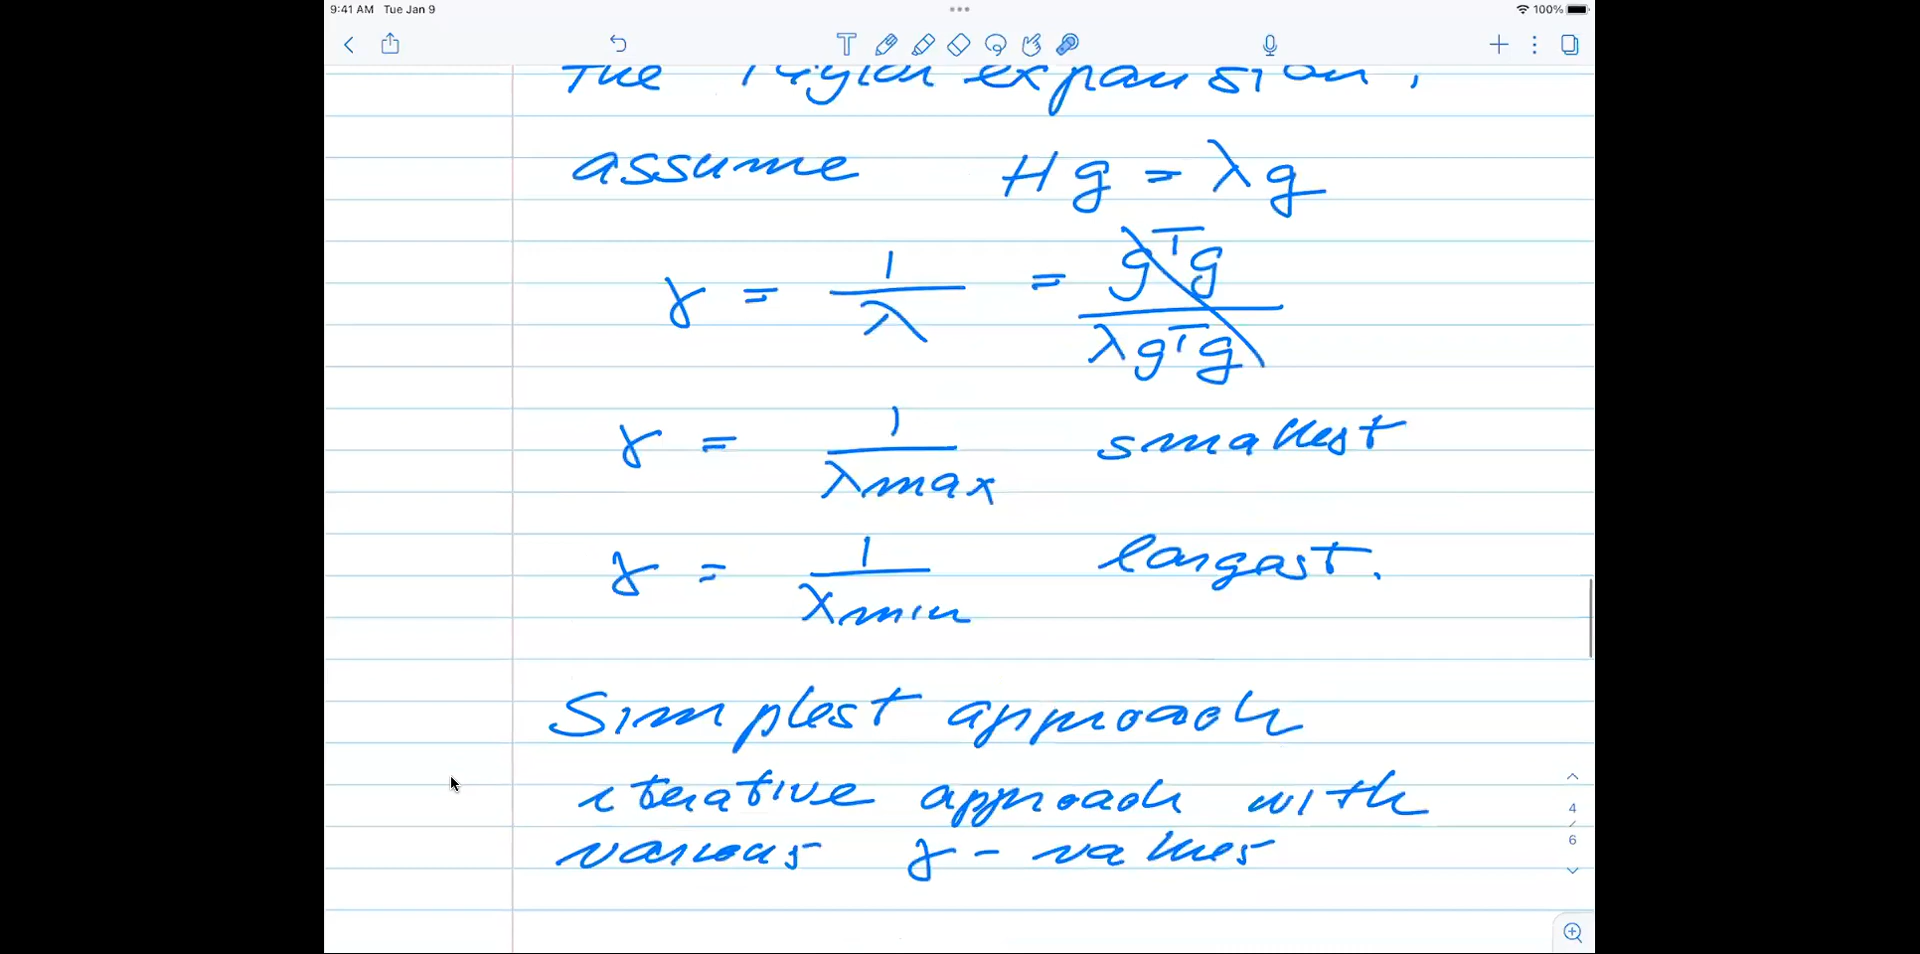 9:41 AM Tue Jan 9
100%
The Taylor expansion,
assume Hg = λg
γ = 1/λ = gᵀg / λgᵀg
γ = 1/λmax smallest
γ = 1/λmin largest.
Simplest approach
iterative approach with
various γ - values
4
6